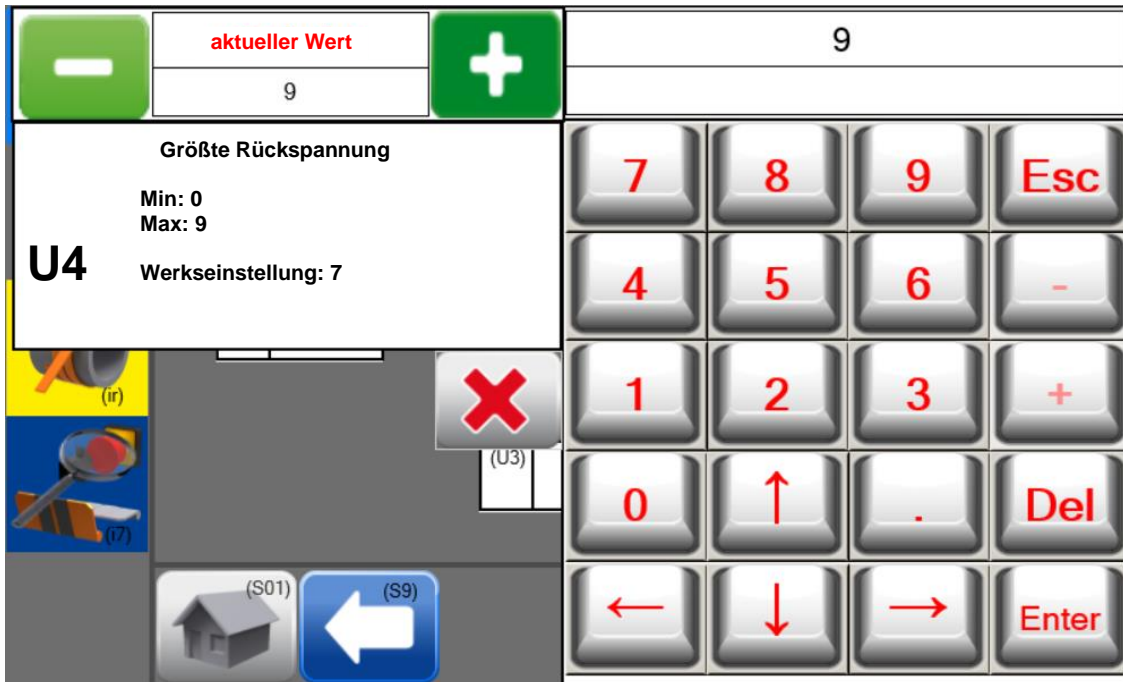 aktueller Wert
9
9
Größte Rückspannung
Min: 0
Max: 9
U4
Werkseinstellung: 7
7 8 9 Esc
4 5 6 -
1 2 3 +
0 ↑ . Del
← ↓ → Enter
(ir)
(U3)
(i7)
(S01)
(S9)